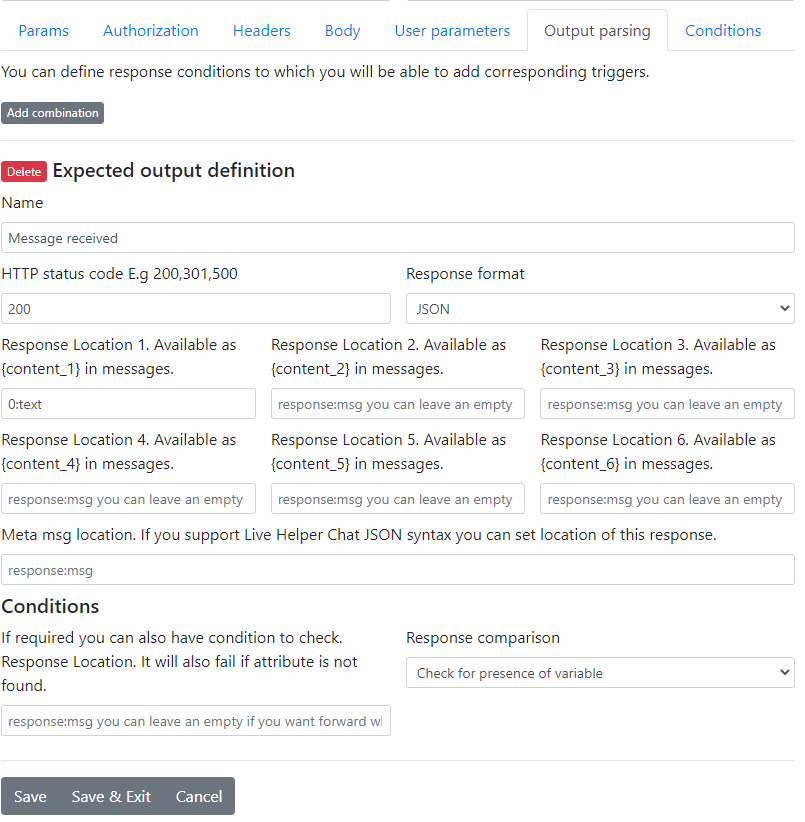 Params Authorization Headers Body User parameters Output parsing Conditions
You can define response conditions to which you will be able to add corresponding triggers.
Add combination
Delete Expected output definition
Name
Message received
HTTP status code E.g 200,301,500 Response format
200 JSON
Response Location 1. Available as {content_1} in messages.
Response Location 2. Available as {content_2} in messages.
Response Location 3. Available as {content_3} in messages.
0:text
response:msg you can leave an empty
response:msg you can leave an empty
Response Location 4. Available as {content_4} in messages.
Response Location 5. Available as {content_5} in messages.
Response Location 6. Available as {content_6} in messages.
response:msg you can leave an empty
response:msg you can leave an empty
response:msg you can leave an empty
Meta msg location. If you support Live Helper Chat JSON syntax you can set location of this response.
response:msg
Conditions
If required you can also have condition to check.
Response Location. It will also fail if attribute is not
found.
response:msg you can leave an empty if you want forward
Response comparison
Check for presence of variable
Save Save & Exit Cancel